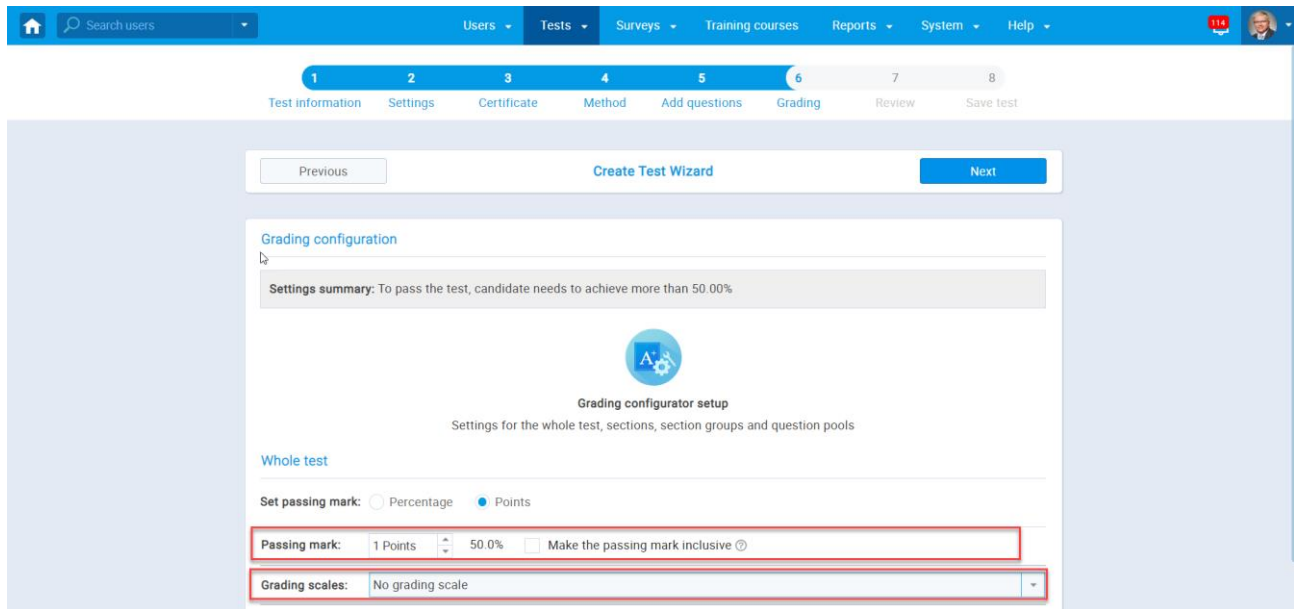 Search users Users Tests Surveys Training courses Reports System Help 114
1 2 3 4 5 6 7 8
Test information Settings Certificate Method Add questions Grading Review Save test
Previous Create Test Wizard Next
Grading configuration
Settings summary: To pass the test, candidate needs to achieve more than 50.00%
A+
Grading configurator setup
Settings for the whole test, sections, section groups and question pools
Whole test
Set passing mark: Percentage Points
Passing mark: 1 Points 50.0% Make the passing mark inclusive ?
Grading scales: No grading scale